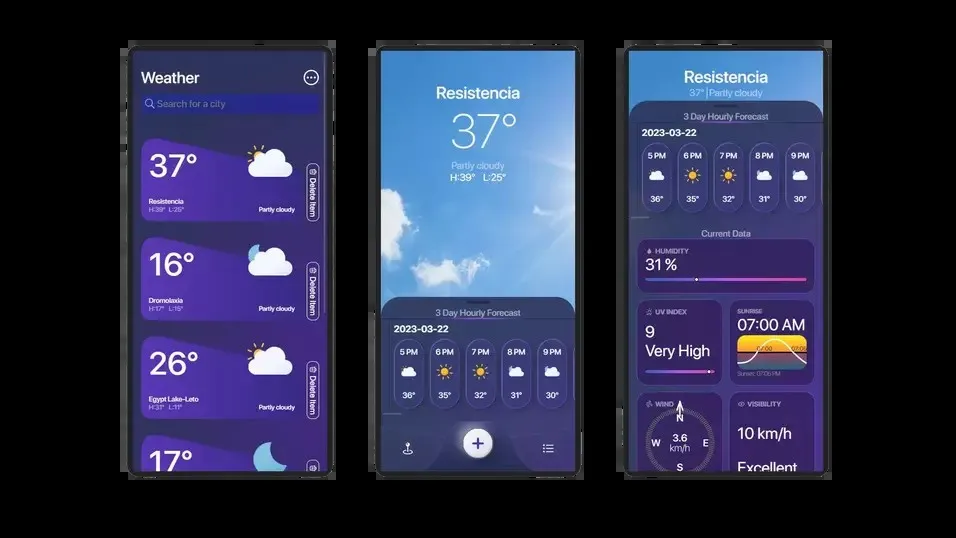 Weather
Search for a city
37°
Resistencia
H:39° L:25°
Partly cloudy
Delete Item
16°
Dromolaxia
H:17° L:15°
Partly cloudy
Delete Item
26°
Egypt Lake-Leto
H:31° L:11°
Partly cloudy
Delete Item
17°
Resistencia
37°
Partly cloudy
H:39° L:25°
3 Day Hourly Forecast
2023-03-22
5 PM 6 PM 7 PM 8 PM 9 PM
36° 35° 32° 31° 30°
Resistencia
37° | Partly cloudy
3 Day Hourly Forecast
2023-03-22
5 PM 6 PM 7 PM 8 PM 9 PM
36° 35° 32° 31° 30°
Current Data
HUMIDITY
31 %
UV INDEX
9
Very High
SUNRISE
07:00 AM
07:00
Sunset: 07:05 PM
WIND
N
W 3.6 E
km/h
S
VISIBILITY
10 km/h
Excellent